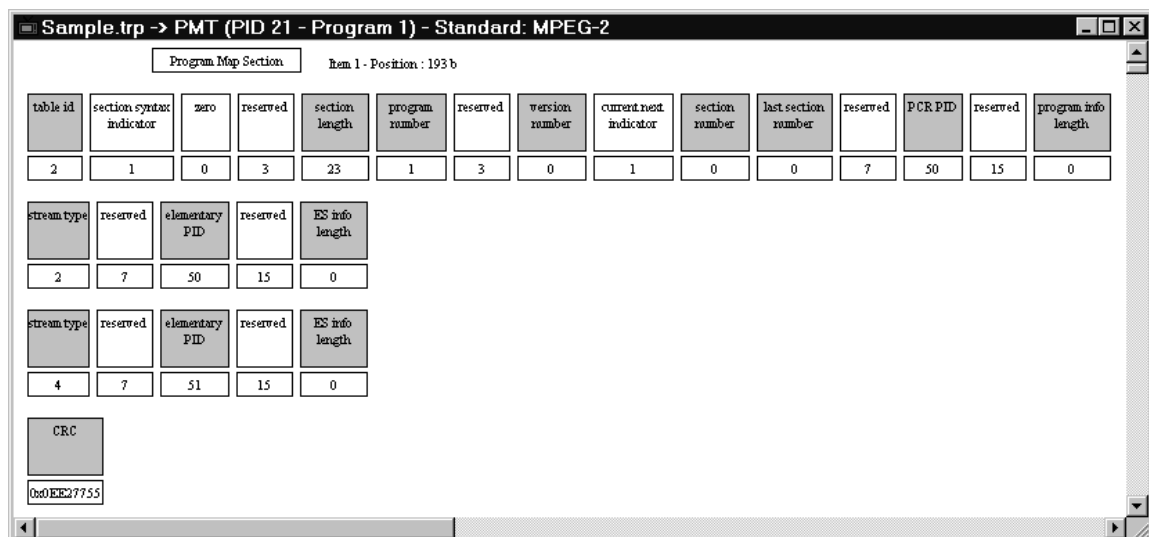 Sample.trp -> PMT (PID 21 - Program 1) - Standard: MPEG-2
Program Map Section Item 1 - Position : 193 b
table id section syntax indicator zero reserved section length program number reserved version number current next indicator section number last section number reserved PCR PID reserved program info length
2 1 0 3 23 1 3 0 1 0 0 7 50 15 0
stream type reserved elementary PID reserved ES info length
2 7 50 15 0
stream type reserved elementary PID reserved ES info length
4 7 51 15 0
CRC
0x0EE27755